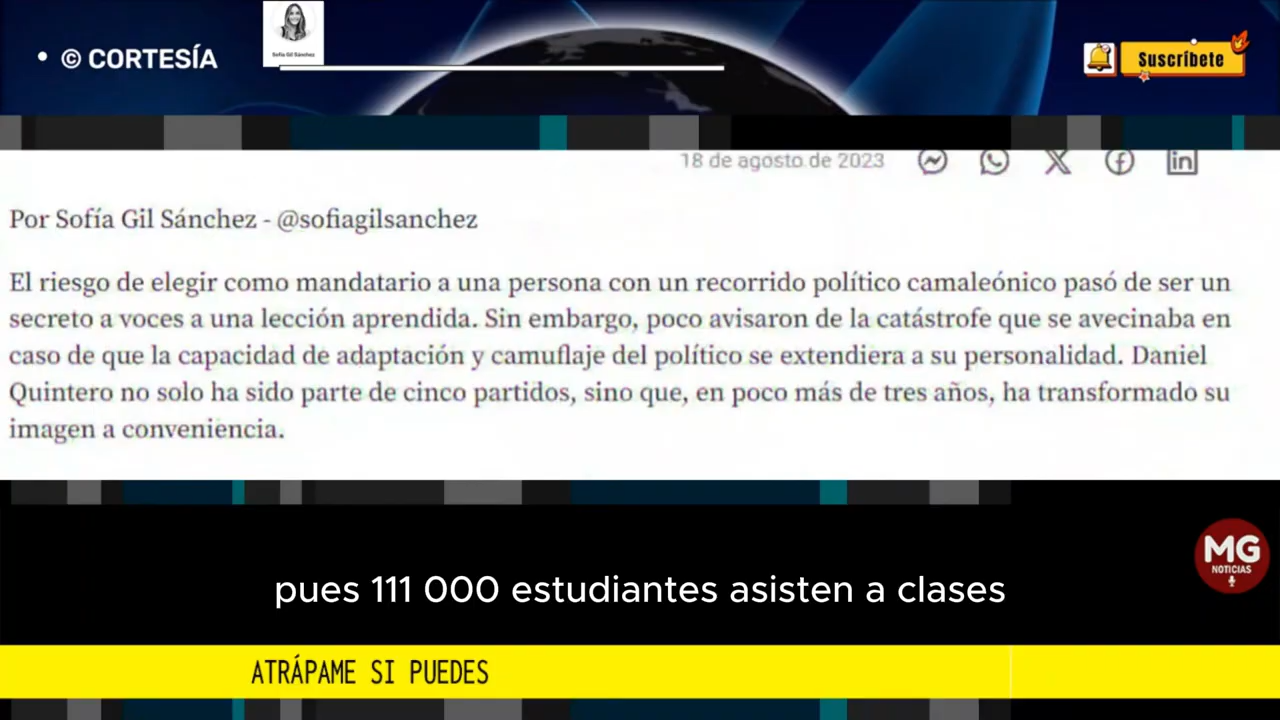 • © CORTESÍA
Sofía Gil Sánchez
Suscríbete
18 de agosto de 2023
Por Sofía Gil Sánchez - @sofiagilsanchez
El riesgo de elegir como mandatario a una persona con un recorrido político camaleónico pasó de ser un
secreto a voces a una lección aprendida. Sin embargo, poco avisaron de la catástrofe que se avecinaba en
caso de que la capacidad de adaptación y camuflaje del político se extendiera a su personalidad. Daniel
Quintero no solo ha sido parte de cinco partidos, sino que, en poco más de tres años, ha transformado su
imagen a conveniencia.
MG
NOTICIAS
pues 111 000 estudiantes asisten a clases
ATRÁPAME SI PUEDES